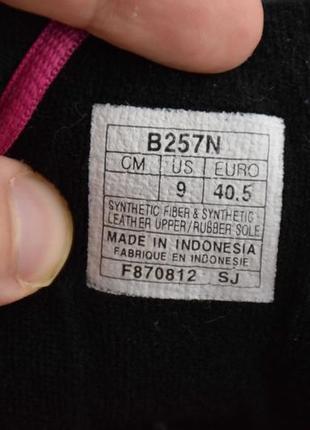 B257N
CM US EURO
9 40.5
SYNTHETIC FIBER & SYNTHETIC
LEATHER UPPER/RUBBER SOLE
MADE IN INDONESIA
FABRIQUE EN INDONESIE
F870812 SJ